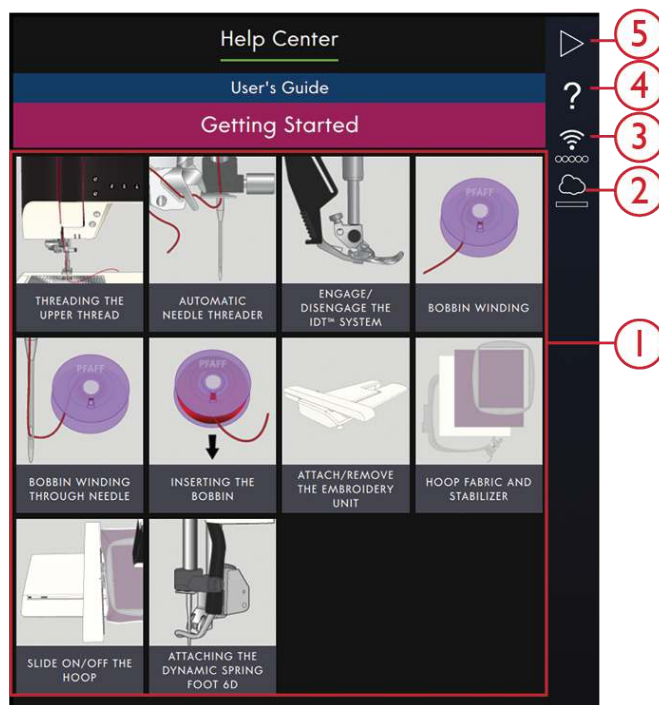 Help Center
User's Guide
Getting Started
THREADING THE
UPPER THREAD
AUTOMATIC
NEEDLE THREADER
ENGAGE/
DISENGAGE THE
IDT™ SYSTEM
PFAFF
BOBBIN WINDING
PFAFF
BOBBIN WINDING
THROUGH NEEDLE
PFAFF
INSERTING THE
BOBBIN
ATTACH/REMOVE
THE EMBROIDERY
UNIT
HOOP FABRIC AND
STABILIZER
SLIDE ON/OFF THE
HOOP
ATTACHING THE
DYNAMIC SPRING
FOOT 6D
?
5
4
3
2
1